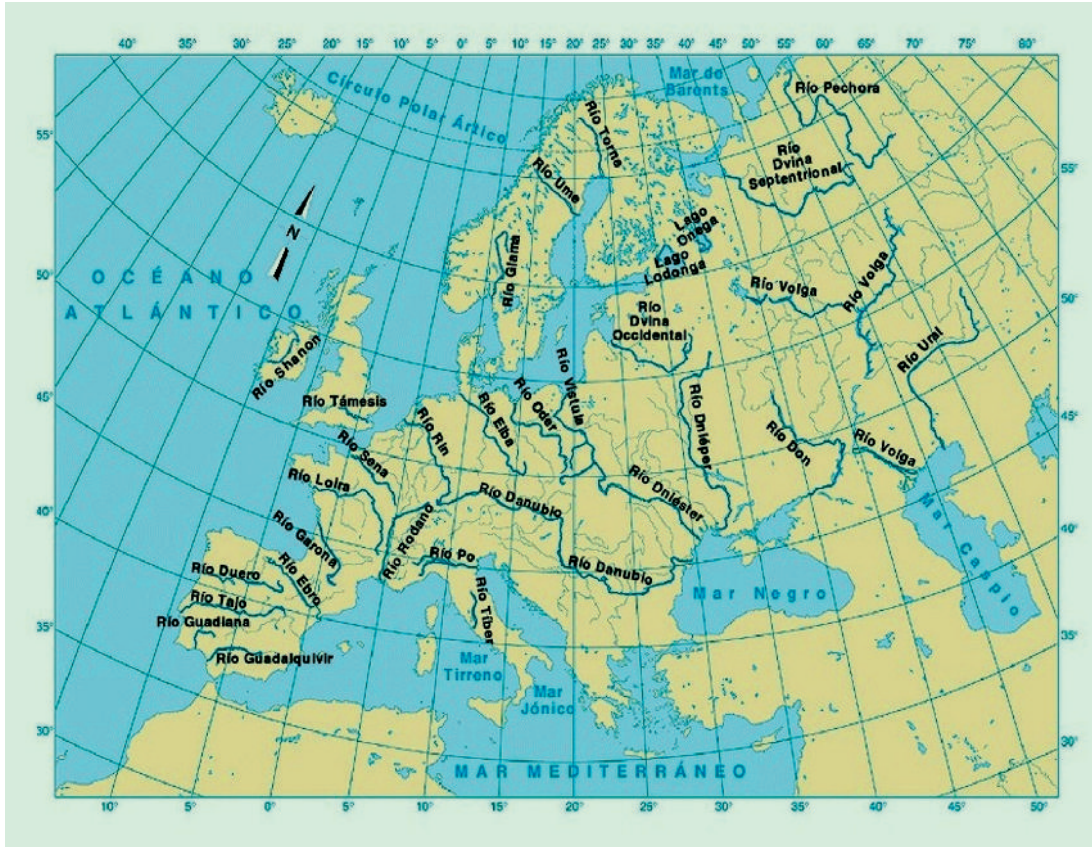 40° 35° 30° 25° 20° 15° 10° 5° 0° 5° 10° 15° 20° 25° 30° 35° 40° 45° 50° 55° 60° 65° 70° 75° 80°
Círculo Polar Ártico
Mar de
Barents
Río Pechora
55°
Río Torne
Río
Dvina
Septentrional
55°
Río Ume
Lago
Onega
N
Río Glama
Lago
Lodonga
50°
50°
OCÉANO
ATLÁNTICO
Río Volga
Río Volga
Río
Dvina
Occidental
Río Ural
Río Shanon
45°
45°
Río Támesis
Río Rin
Río Elba
Río Oder
Río Vístula
Río Dniéper
Río Don
Río Volga
Río Sena
Río Loira
Río Danubio
Río Dniéster
40°
40°
Río Garona
Río Rodano
Río Po
Río Danubio
Mar Negro
Mar
Caspio
Río Duero
Río Ebro
Río Tajo
Río Guadiana
Río Tiber
35°
35°
Río Guadalquivir
Mar
Tirreno
Mar
Jónico
30°
30°
MAR MEDITERRÁNEO
10° 5° 0° 5° 10° 15° 20° 25° 30° 35° 40° 45° 50°